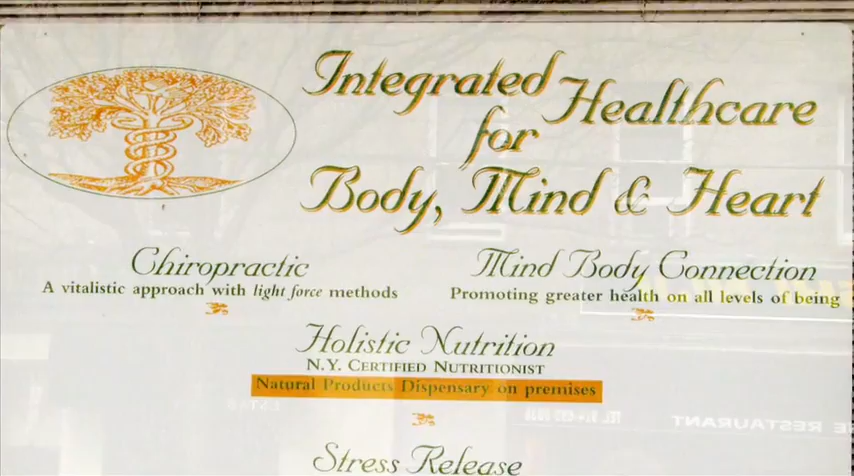 Integrated Healthcare
for
Body, Mind & Heart
Chiropractic
A vitalistic approach with light force methods
Mind Body Connection
Promoting greater health on all levels of being
Holistic Nutrition
N.Y. CERTIFIED NUTRITIONIST
Natural Products Dispensary on premises
Stress Release
RESTAURANT